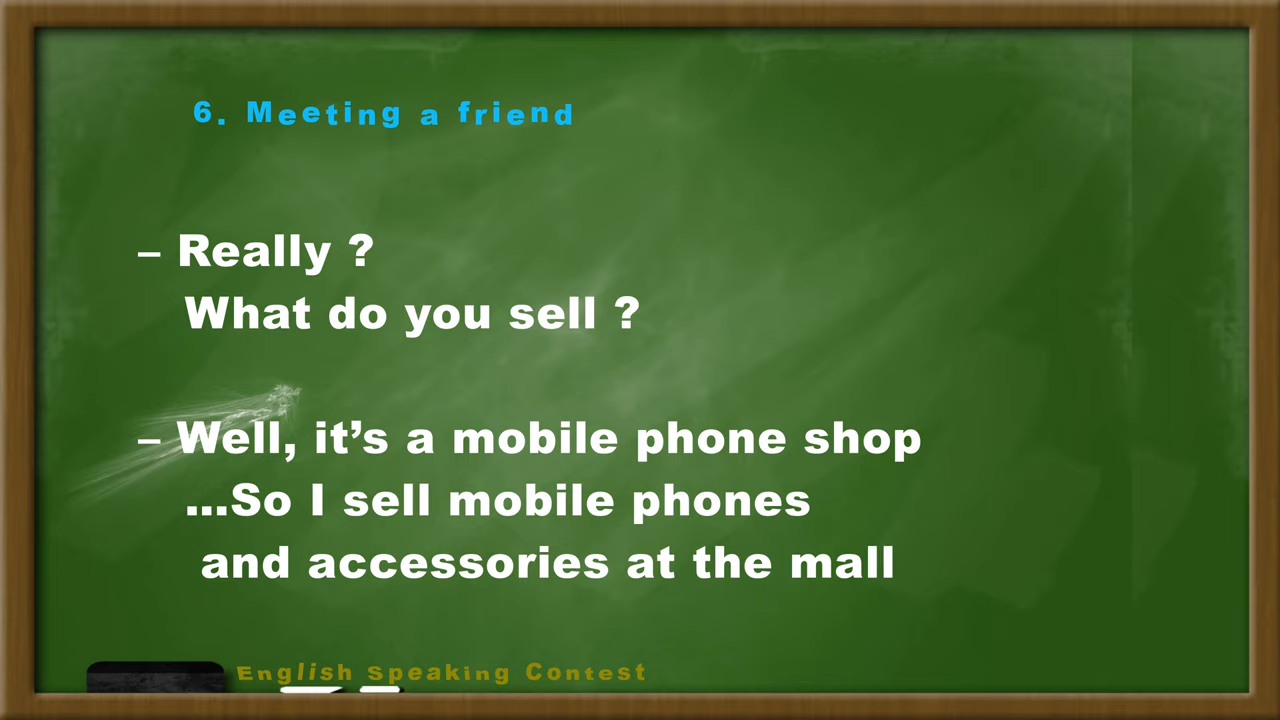 6. Meeting a friend
– Really ?
What do you sell ?
– Well, it’s a mobile phone shop
...So I sell mobile phones
and accessories at the mall
English Speaking Contest